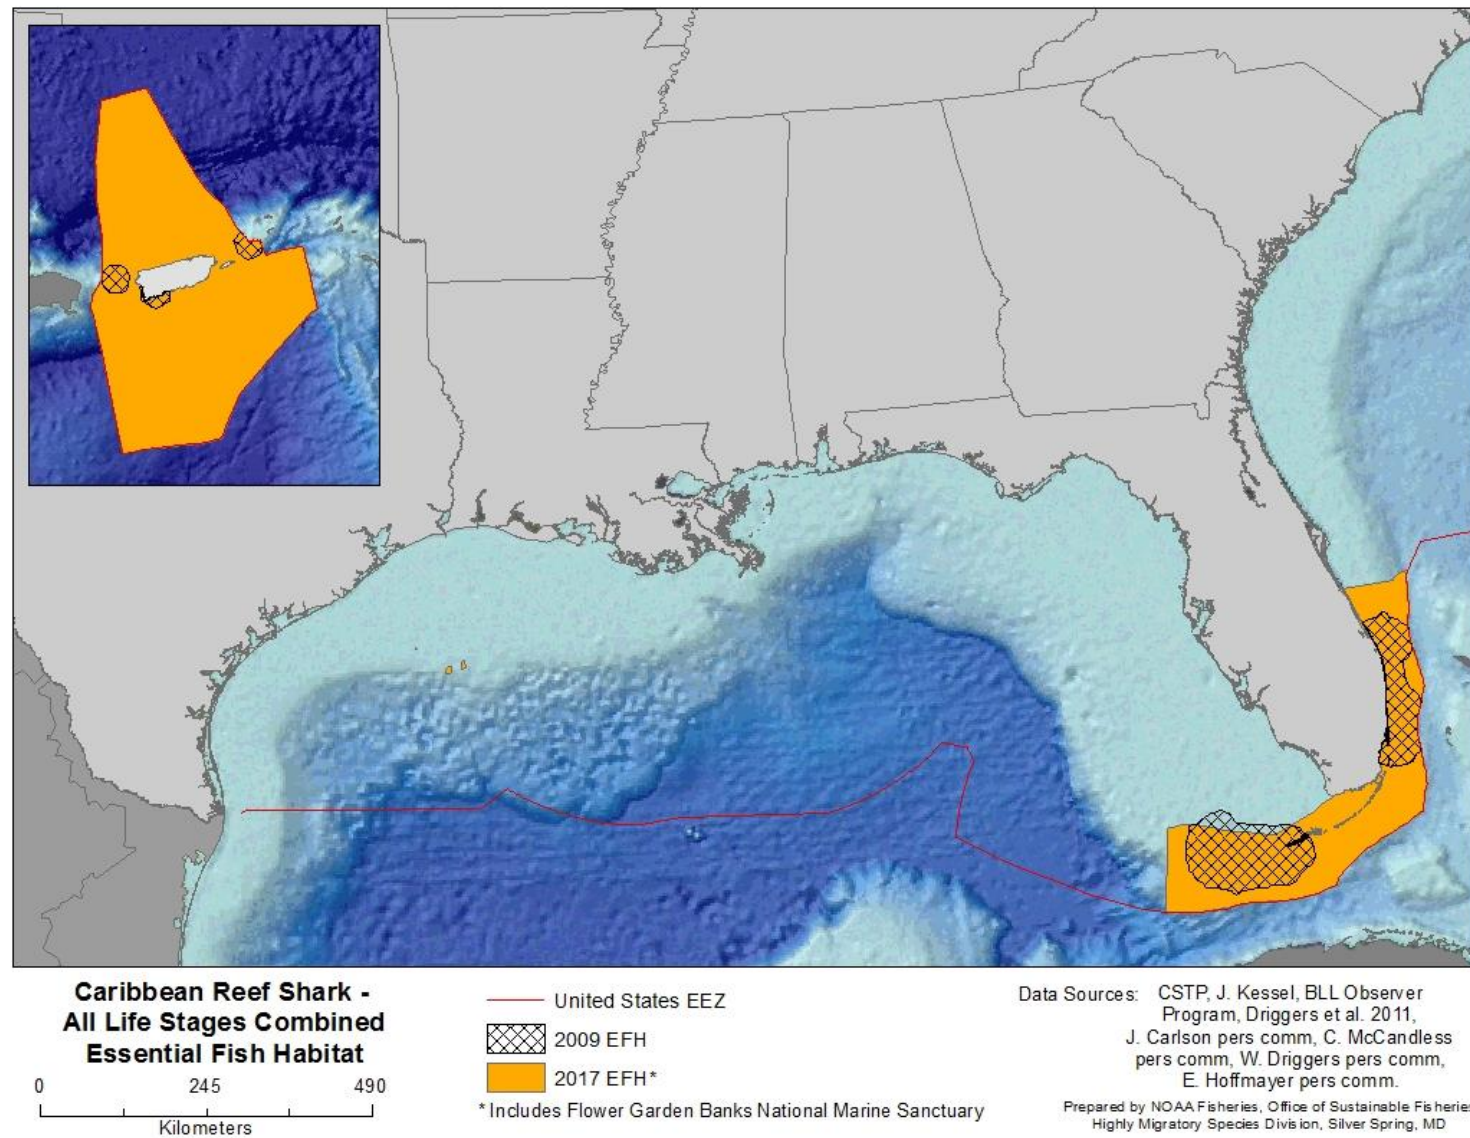 Caribbean Reef Shark -
All Life Stages Combined
Essential Fish Habitat
0 245 490
Kilometers
United States EEZ
2009 EFH
2017 EFH*
* Includes Flower Garden Banks National Marine Sanctuary
Data Sources: CSTP, J. Kessel, BLL Observer
Program, Driggers et al. 2011,
J. Carlson pers comm, C. McCandless
pers comm, W. Driggers pers comm,
E. Hoffmayer pers comm.
Prepared by NOAA Fisheries, Office of Sustainable Fisherie
Highly Migratory Species Division, Silver Spring, MD